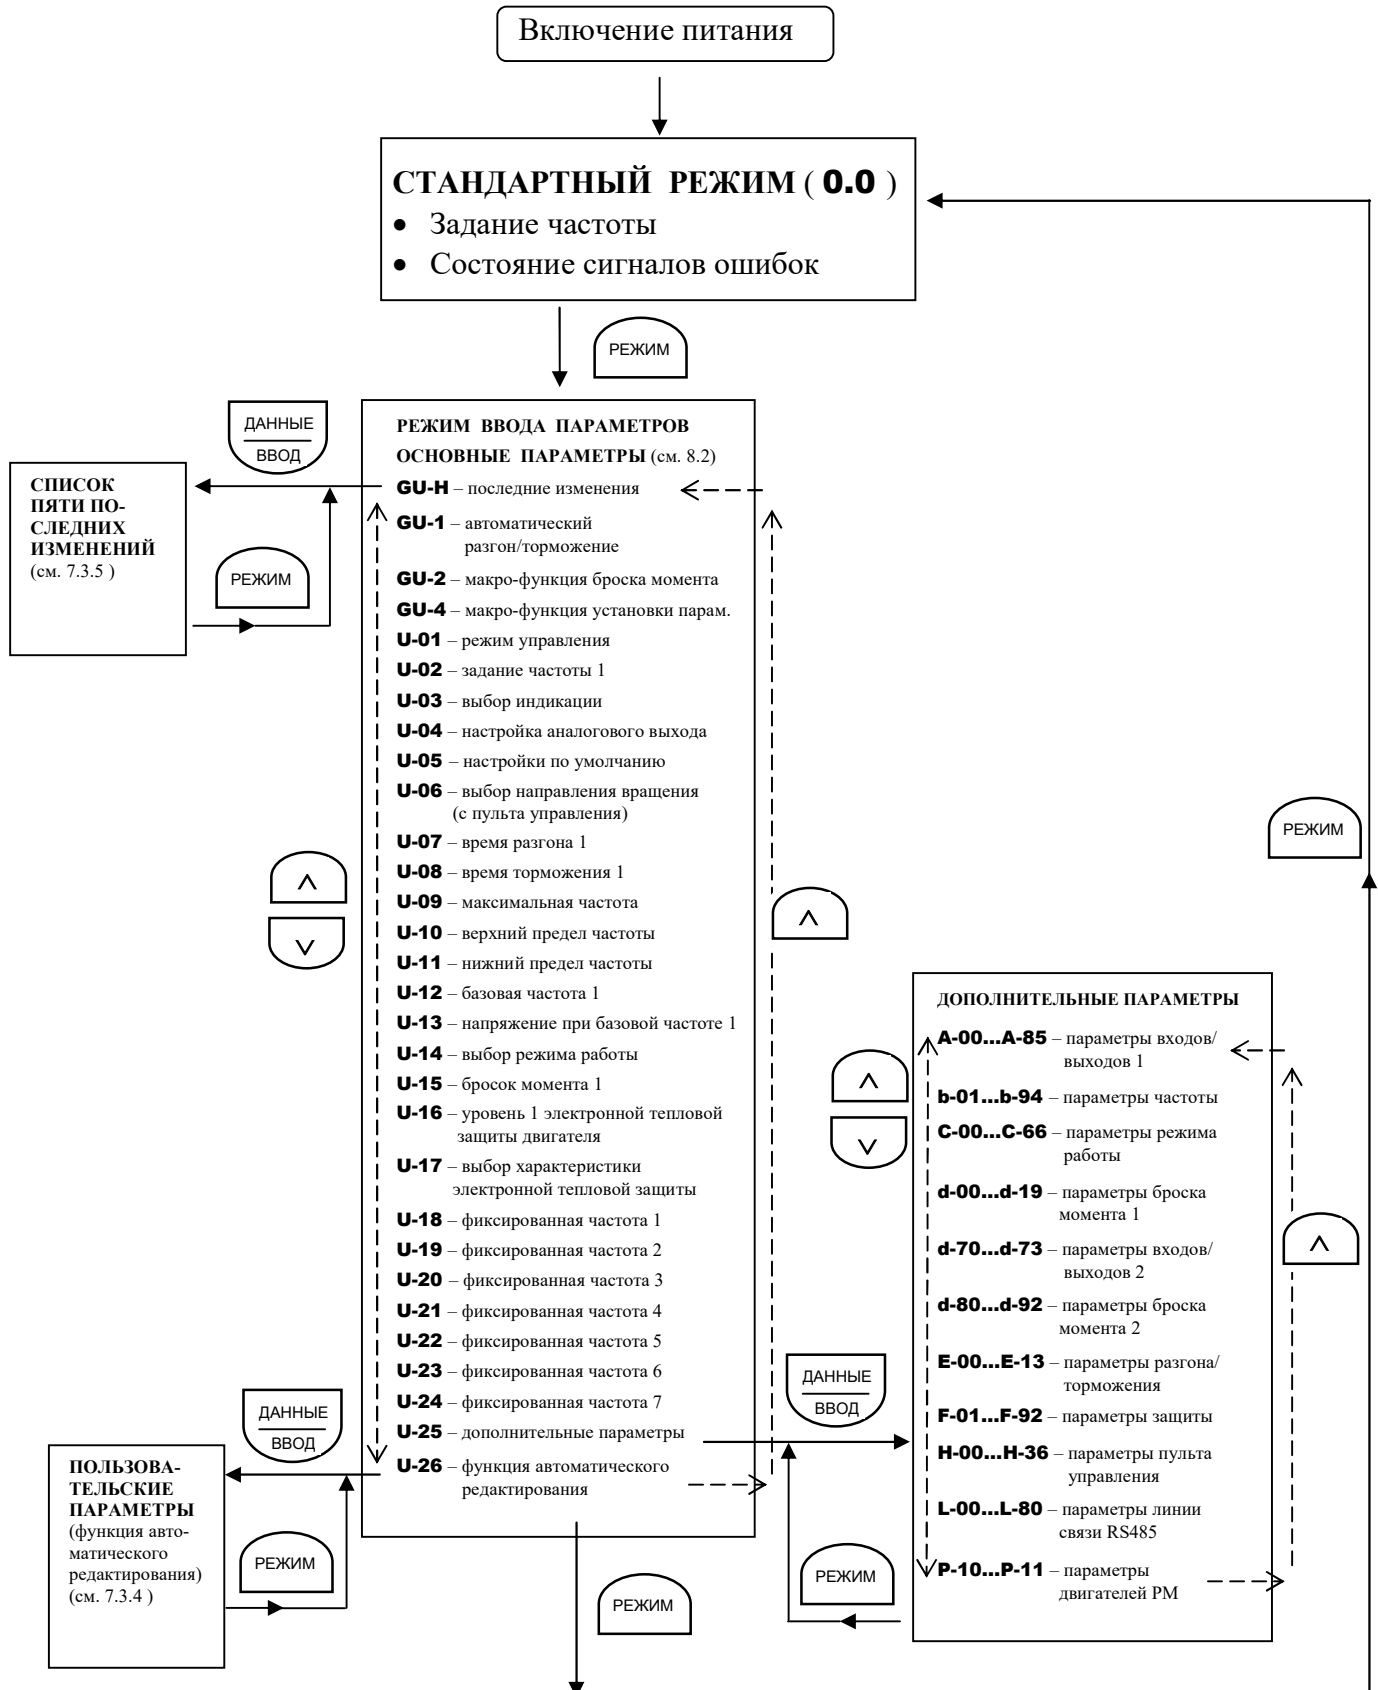 Включение питания
СТАНДАРТНЫЙ РЕЖИМ ( 0.0 )
• Задание частоты
• Состояние сигналов ошибок
РЕЖИМ
ДАННЫЕ
ВВОД
СПИСОК
ПЯТИ ПО-
СЛЕДНИХ
ИЗМЕНЕНИЙ
(см. 7.3.5 )
РЕЖИМ
РЕЖИМ ВВОДА ПАРАМЕТРОВ
ОСНОВНЫЕ ПАРАМЕТРЫ (см. 8.2)
GU-H – последние изменения
GU-1 – автоматический
разгон/торможение
GU-2 – макро-функция броска момента
GU-4 – макро-функция установки парам.
U-01 – режим управления
U-02 – задание частоты 1
U-03 – выбор индикации
U-04 – настройка аналогового выхода
U-05 – настройки по умолчанию
U-06 – выбор направления вращения
(с пульта управления)
U-07 – время разгона 1
U-08 – время торможения 1
U-09 – максимальная частота
U-10 – верхний предел частоты
U-11 – нижний предел частоты
U-12 – базовая частота 1
U-13 – напряжение при базовой частоте 1
U-14 – выбор режима работы
U-15 – бросок момента 1
U-16 – уровень 1 электронной тепловой
защиты двигателя
U-17 – выбор характеристики
электронной тепловой защиты
U-18 – фиксированная частота 1
U-19 – фиксированная частота 2
U-20 – фиксированная частота 3
U-21 – фиксированная частота 4
U-22 – фиксированная частота 5
U-23 – фиксированная частота 6
U-24 – фиксированная частота 7
U-25 – дополнительные параметры
U-26 – функция автоматического
редактирования
РЕЖИМ
ДОПОЛНИТЕЛЬНЫЕ ПАРАМЕТРЫ
A-00...A-85 – параметры входов/
выходов 1
b-01...b-94 – параметры частоты
C-00...C-66 – параметры режима
работы
d-00...d-19 – параметры броска
момента 1
d-70...d-73 – параметры входов/
выходов 2
d-80...d-92 – параметры броска
момента 2
E-00...E-13 – параметры разгона/
торможения
F-01...F-92 – параметры защиты
H-00...H-36 – параметры пульта
управления
L-00...L-80 – параметры линии
связи RS485
P-10...P-11 – параметры
двигателей PM
ДАННЫЕ
ВВОД
РЕЖИМ
ДАННЫЕ
ВВОД
ПОЛЬЗОВА-
ТЕЛЬСКИЕ
ПАРАМЕТРЫ
(функция авто-
матического
редактирования)
(см. 7.3.4 )
РЕЖИМ
РЕЖИМ